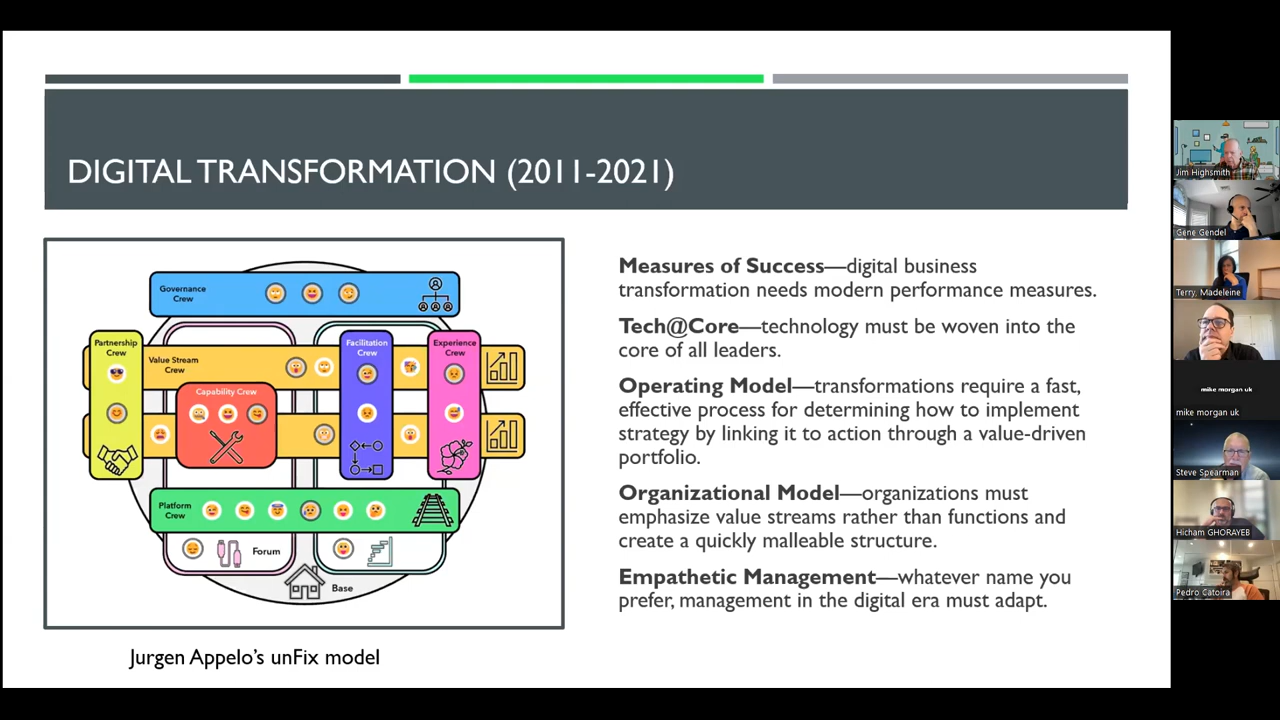 DIGITAL TRANSFORMATION (2011-2021)
Governance
Crew
Partnership
Crew
Value Stream
Crew
Facilitation
Crew
Experience
Crew
Capability Crew
Platform
Crew
Forum
Base
Jurgen Appelo's unFix model
Measures of Success—digital business
transformation needs modern performance measures.
Tech@Core—technology must be woven into the
core of all leaders.
Operating Model—transformations require a fast,
effective process for determining how to implement
strategy by linking it to action through a value-driven
portfolio.
Organizational Model—organizations must
emphasize value streams rather than functions and
create a quickly malleable structure.
Empathetic Management—whatever name you
prefer, management in the digital era must adapt.
Jim Highsmith
Gene Gendel
Terry, Madeleine
mike morgan uk
mike morgan uk
Steve Spearman
Hicham GHORAYEB
Pedro Catoira